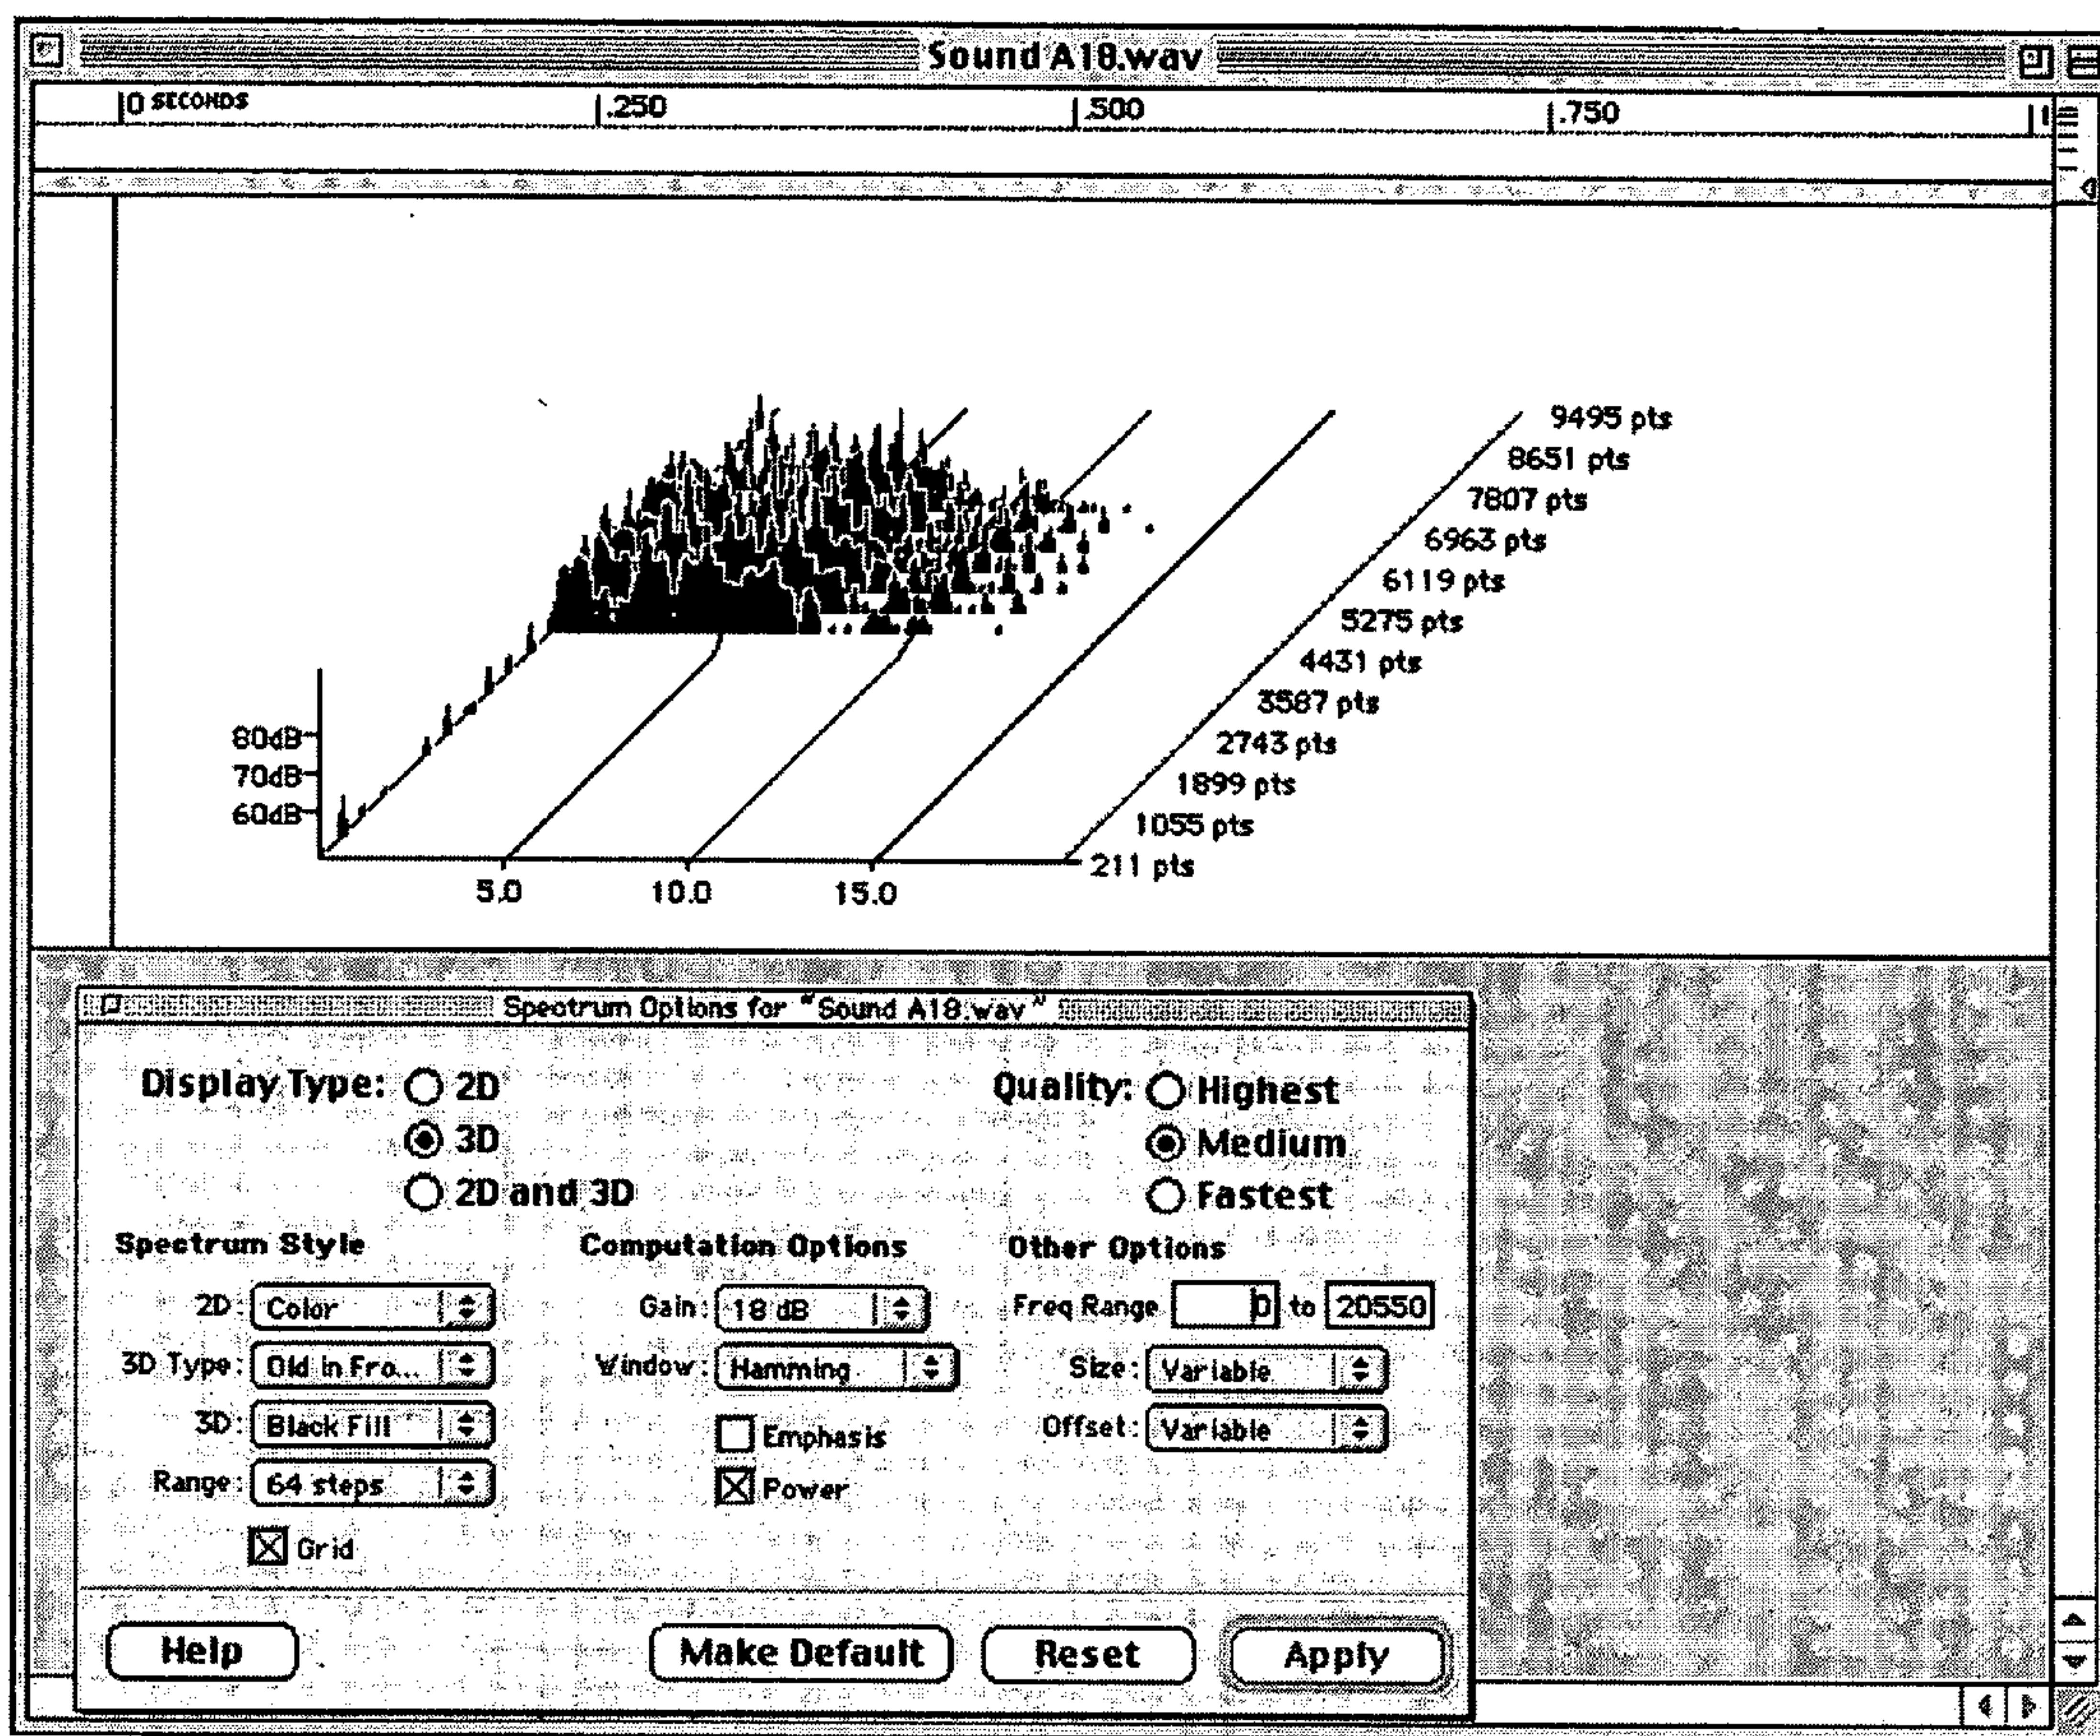 Sound A18.wav
0 SECONDS .250 .500 .750 1
9495 pts
8651 pts
7807 pts
6963 pts
6119 pts
5275 pts
4431 pts
3587 pts
80dB 2743 pts
70dB 1899 pts
60dB 1055 pts
211 pts
5.0 10.0 15.0
Spectrum Options for "Sound A18.wav"
Display Type: 2D Quality: Highest
3D Medium
2D and 3D Fastest
Spectrum Style Computation Options Other Options
2D: Color Gain: 18 dB Freq Range 0 to 20550
3D Type: Old in Fro... Window: Hamming Size: Variable
3D: Black Fill Emphasis Offset: Variable
Range: 64 steps Power
Grid
Help Make Default Reset Apply